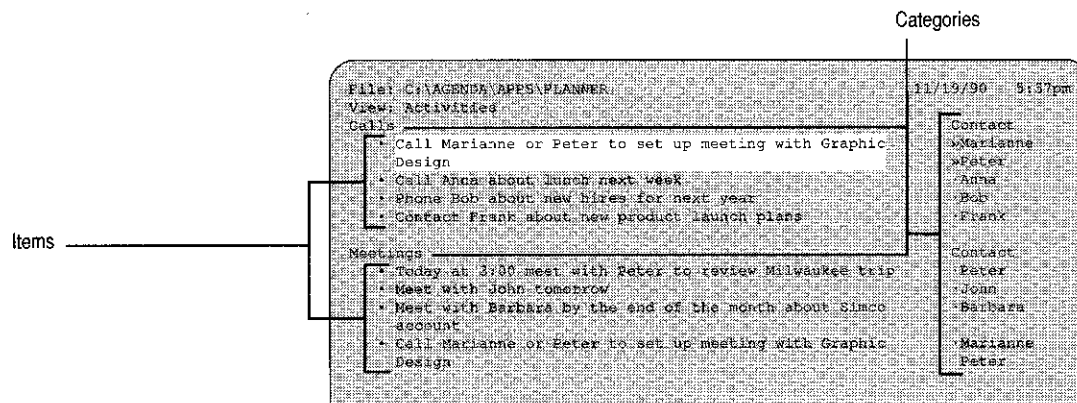 Categories
File: C:\AGENDA\APPS\PLANNER 11/19/90 5:37pm
View: Activities
Calls Contact
• Call Marianne or Peter to set up meeting with Graphic »Marianne
Design »Peter
• Call Anna about lunch next week ·Anna
• Phone Bob about new hires for next year ·Bob
• Contact Frank about new product launch plans ·Frank
Items
Meetings Contact
• Today at 3:00 meet with Peter to review Milwaukee trip ·Peter
• Meet with John tomorrow ·John
• Meet with Barbara by the end of the month about Simco ·Barbara
account
• Call Marianne or Peter to set up meeting with Graphic ·Marianne
Design Peter